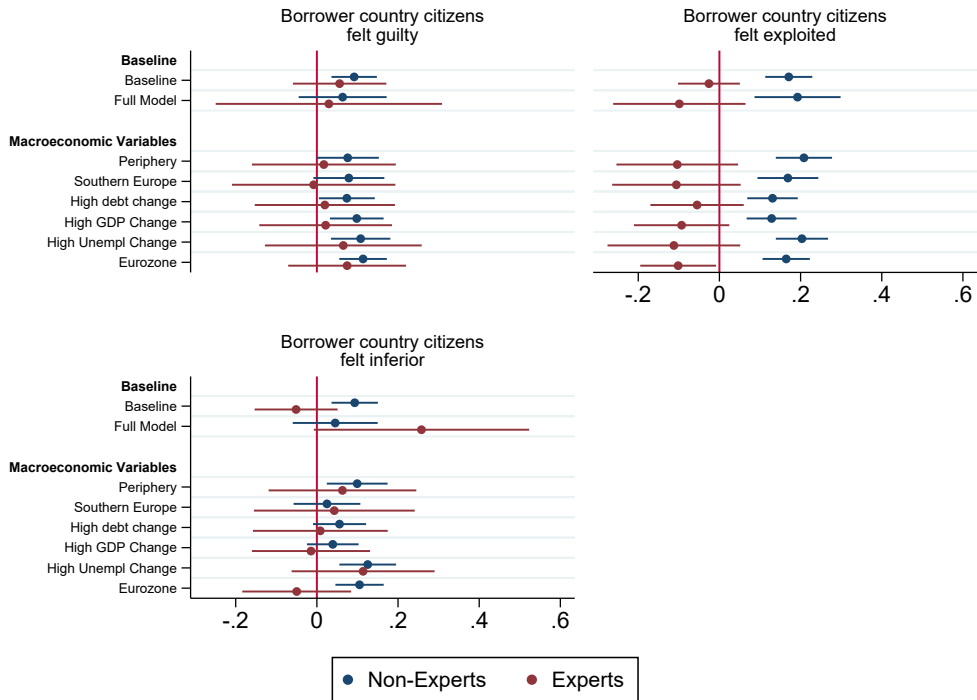 Borrower country citizens
felt guilty
Baseline
Baseline
Full Model
Macroeconomic Variables
Periphery
Southern Europe
High debt change
High GDP Change
High Unempl Change
Eurozone
Borrower country citizens
felt exploited
-.2 0 .2 .4 .6
Borrower country citizens
felt inferior
Baseline
Baseline
Full Model
Macroeconomic Variables
Periphery
Southern Europe
High debt change
High GDP Change
High Unempl Change
Eurozone
-.2 0 .2 .4 .6
Non-Experts Experts